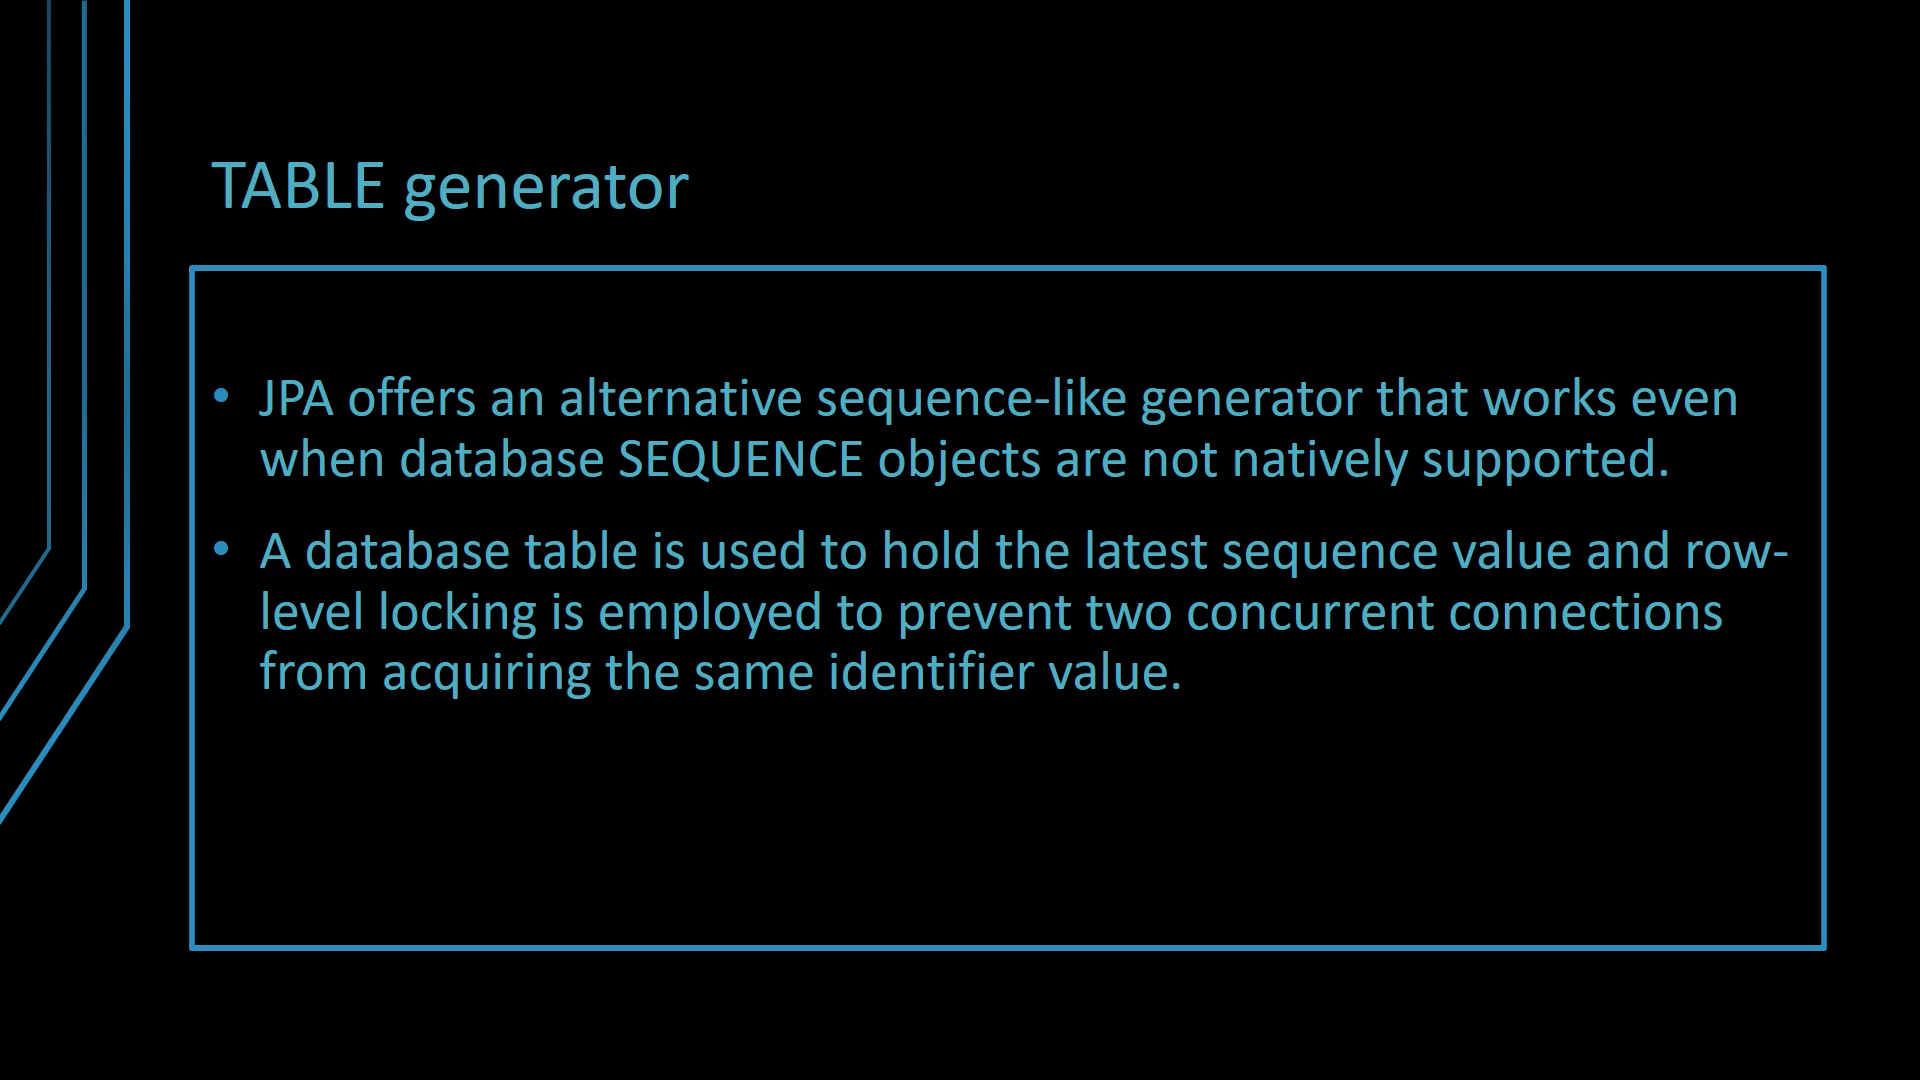 TABLE generator
• JPA offers an alternative sequence-like generator that works even
when database SEQUENCE objects are not natively supported.
• A database table is used to hold the latest sequence value and row-
level locking is employed to prevent two concurrent connections
from acquiring the same identifier value.